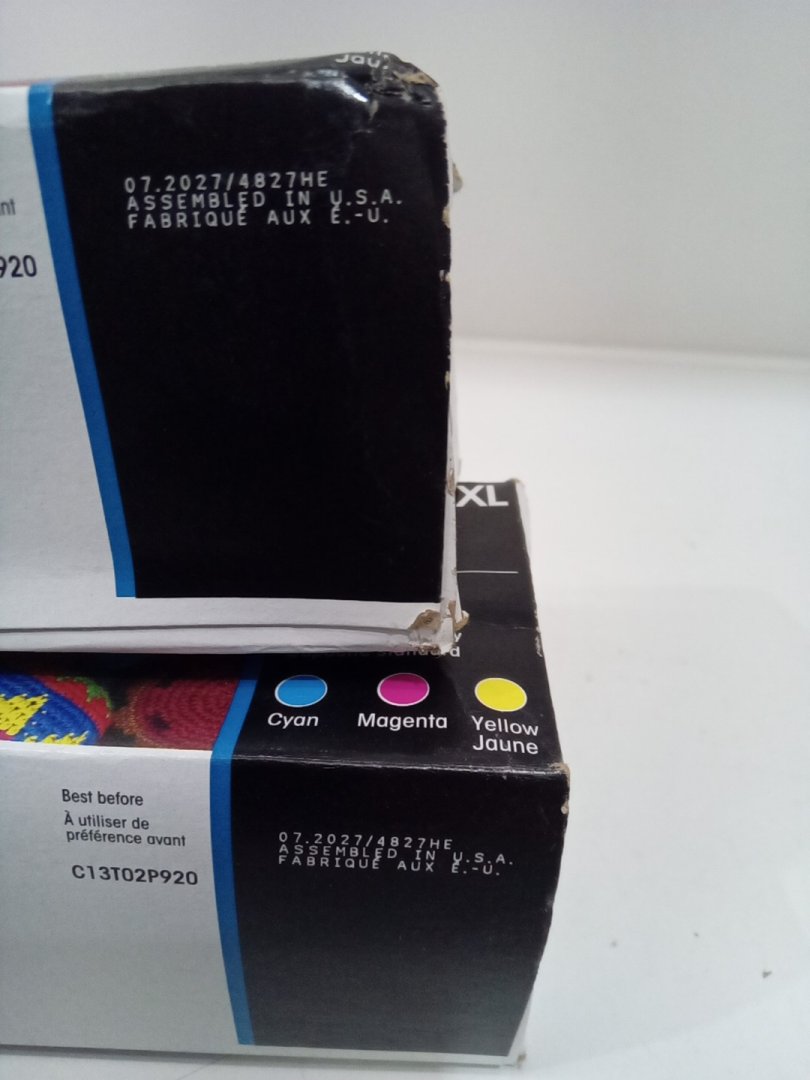 07.2027/4827HE
ASSEMBLED IN U.S.A.
FABRIQUÉ AUX É.-U.
920
XL
Cyan
Magenta
Yellow
Jaune
Best before
À utiliser de
préférence avant
C13T02P920
07.2027/4827HE
ASSEMBLED IN U.S.A.
FABRIQUÉ AUX É.-U.